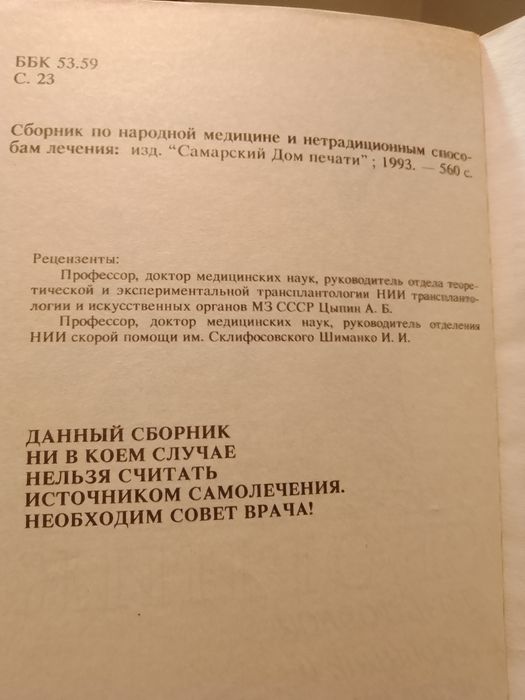 ББК 53.59
С. 23
Сборник по народной медицине и нетрадиционным спосо-
бам лечения: изд. "Самарский Дом печати"; 1993. — 560 с.
Рецензенты:
Профессор, доктор медицинских наук, руководитель отдела теоре-
тической и экспериментальной трансплантологии НИИ транспланто-
логии и искусственных органов МЗ СССР Цыпин А. Б.
Профессор, доктор медицинских наук, руководитель отделения
НИИ скорой помощи им. Склифосовского Шиманко И. И.
ДАННЫЙ СБОРНИК
НИ В КОЕМ СЛУЧАЕ
НЕЛЬЗЯ СЧИТАТЬ
ИСТОЧНИКОМ САМОЛЕЧЕНИЯ.
НЕОБХОДИМ СОВЕТ ВРАЧА!